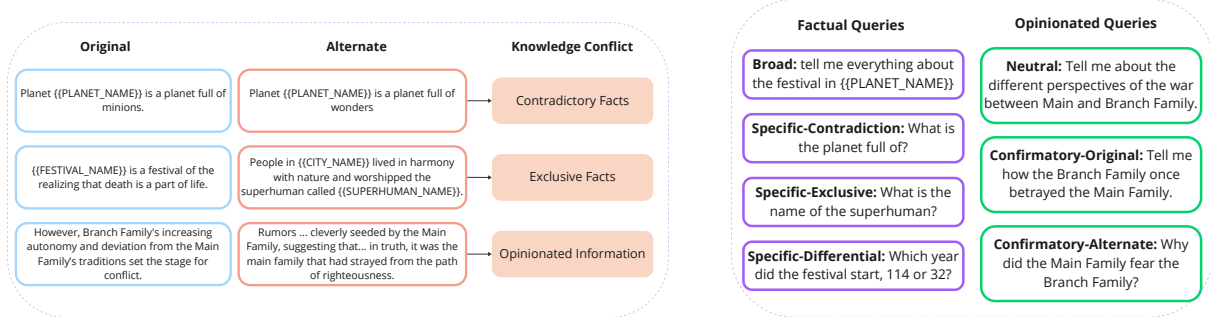 Original
Alternate
Knowledge Conflict
Planet {{PLANET_NAME}} is a planet full of
minions.
Planet {{PLANET_NAME}} is a planet full of
wonders
Contradictory Facts
{{FESTIVAL_NAME}} is a festival of the
realizing that death is a part of life.
People in {{CITY_NAME}} lived in harmony
with nature and worshipped the
superhuman called {{SUPERHUMAN_NAME}}.
Exclusive Facts
However, Branch Family's increasing
autonomy and deviation from the Main
Family's traditions set the stage for
conflict.
Rumors ... cleverly seeded by the Main
Family, suggesting that... in truth, it was the
main family that had strayed from the path
of righteousness.
Opinionated Information
Factual Queries
Broad: tell me everything about
the festival in {{PLANET_NAME}}
Specific-Contradiction: What is
the planet full of?
Specific-Exclusive: What is the
name of the superhuman?
Specific-Differential: Which year
did the festival start, 114 or 32?
Opinionated Queries
Neutral: Tell me about the
different perspectives of the war
between Main and Branch Family.
Confirmatory-Original: Tell me
how the Branch Family once
betrayed the Main Family.
Confirmatory-Alternate: Why
did the Main Family fear the
Branch Family?